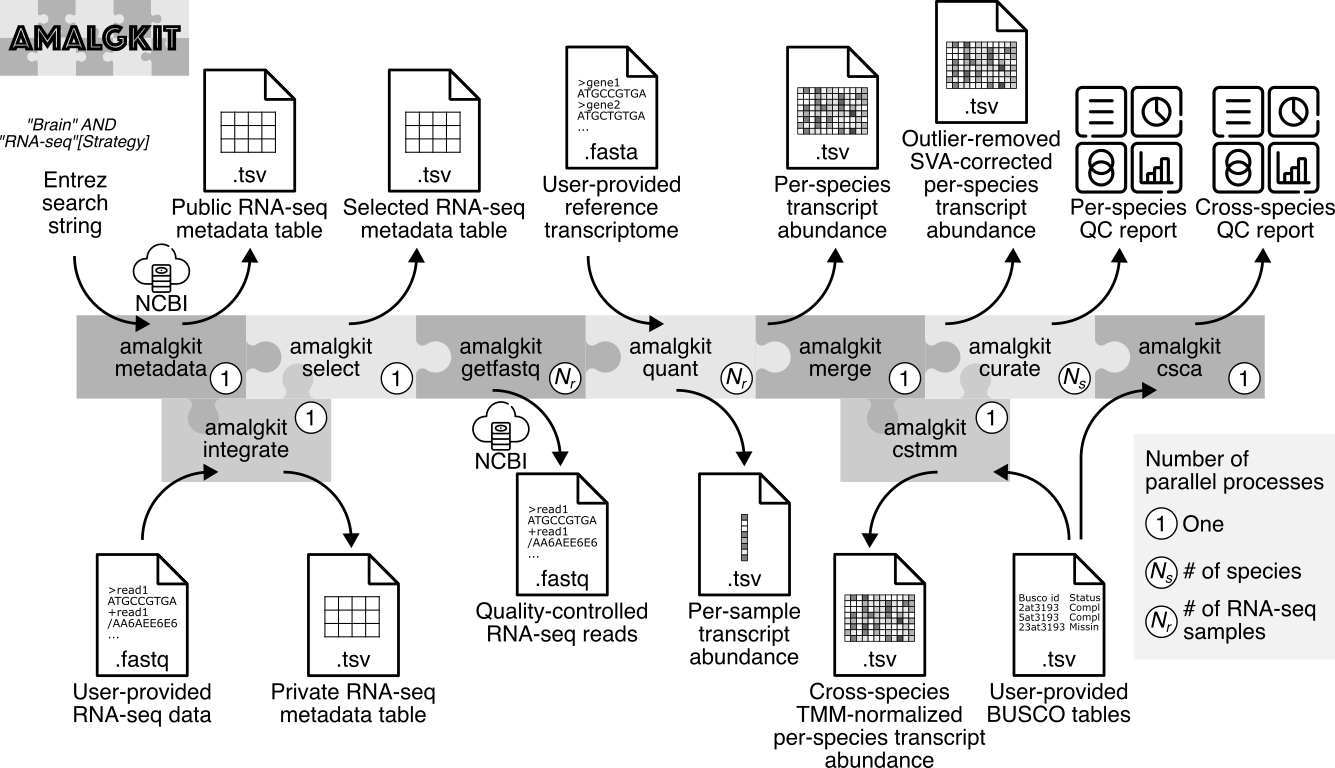 AMALGKIT
"Brain" AND
"RNA-seq"[Strategy]
Entrez
search
string
NCBI
.tsv
Public RNA-seq
metadata table
.tsv
Selected RNA-seq
metadata table
>gene1
ATGCCGTGA
>gene2
ATGCTGTGA
...
.fasta
User-provided
reference
transcriptome
.tsv
Per-species
transcript
abundance
.tsv
Outlier-removed
SVA-corrected
per-species
transcript
abundance
Per-species
QC report
Cross-species
QC report
amalgkit
metadata
1
amalgkit
select
1
amalgkit
getfastq
Nr
amalgkit
quant
Nr
amalgkit
merge
1
amalgkit
curate
Ns
amalgkit
csca
1
amalgkit
integrate
1
NCBI
amalgkit
cstmm
1
>read1
ATGCCGTGA
+read1
/AA6AEE6E6
...
.fastq
User-provided
RNA-seq data
.tsv
Private RNA-seq
metadata table
>read1
ATGCCGTGA
+read1
/AA6AEE6E6
...
.fastq
Quality-controlled
RNA-seq reads
.tsv
Per-sample
transcript
abundance
.tsv
Cross-species
TMM-normalized
per-species transcript
abundance
Busco id Status
2at3193 Compl
5at3193 Compl
23at3193 Missin
.tsv
User-provided
BUSCO tables
Number of
parallel processes
1 One
Ns # of species
Nr # of RNA-seq
samples